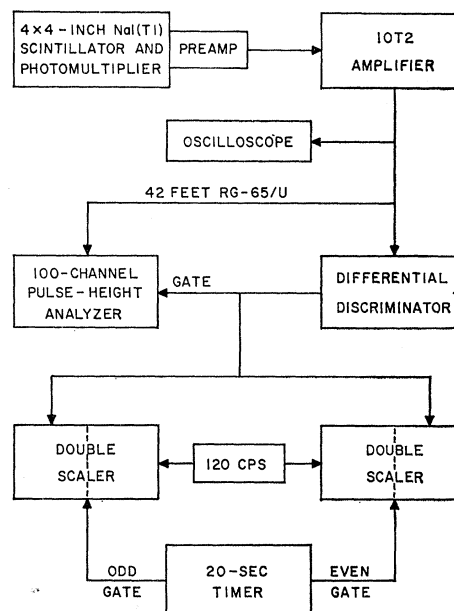 4×4-INCH NaI(Tl)
SCINTILLATOR AND
PHOTOMULTIPLIER
PREAMP
10T2
AMPLIFIER
OSCILLOSCOPE
42 FEET RG-65/U
100-CHANNEL
PULSE-HEIGHT
ANALYZER
GATE
DIFFERENTIAL
DISCRIMINATOR
DOUBLE
SCALER
120 CPS
DOUBLE
SCALER
ODD
GATE
20-SEC
TIMER
EVEN
GATE